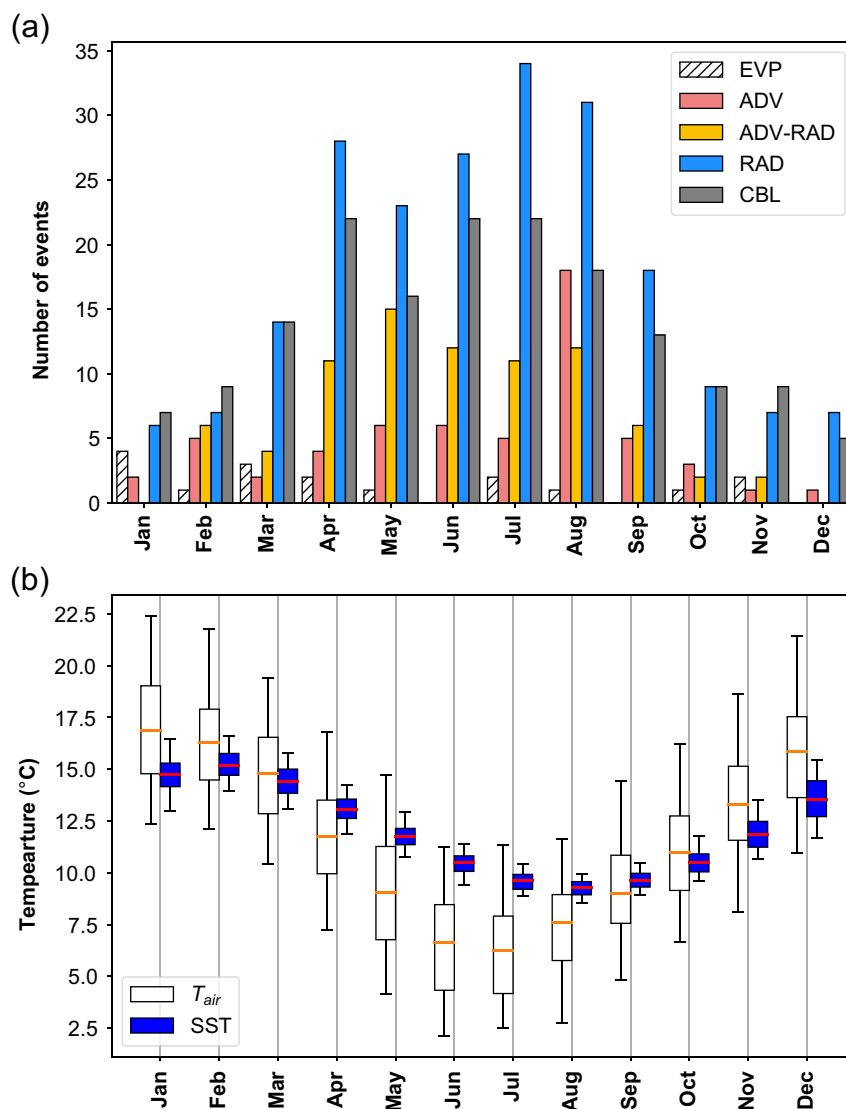 (a)
Number of events
35
30
25
20
15
10
5
0
EVP
ADV
ADV-RAD
RAD
CBL
Jan
Feb
Mar
Apr
May
Jun
Jul
Aug
Sep
Oct
Nov
Dec
(b)
Tempearture (°C)
22.5
20.0
17.5
15.0
12.5
10.0
7.5
5.0
2.5
Tair
SST
Jan
Feb
Mar
Apr
May
Jun
Jul
Aug
Sep
Oct
Nov
Dec